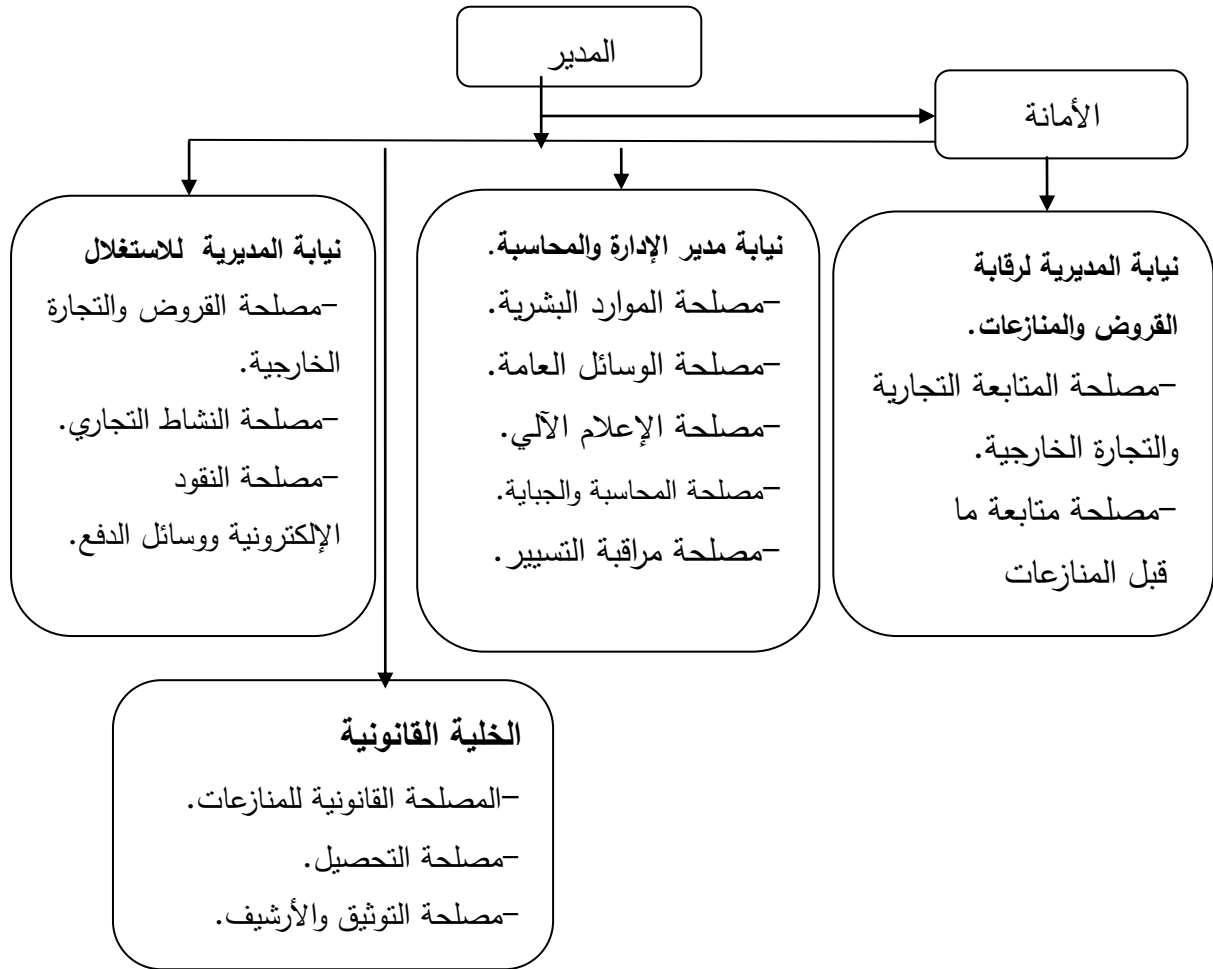 المدير
الأمانة
نيابة المديرية لرقابة
القروض والمنازعات.
-مصلحة المتابعة التجارية
والتجارة الخارجية.
-مصلحة متابعة ما
قبل المنازعات
نيابة مدير الإدارة والمحاسبة.
-مصلحة الموارد البشرية.
-مصلحة الوسائل العامة.
-مصلحة الإعلام الآلي.
-مصلحة المحاسبة والجباية.
-مصلحة مراقبة التسيير.
نيابة المديرية للاستغلال
-مصلحة القروض والتجارة
الخارجية.
-مصلحة النشاط التجاري.
-مصلحة النقود
الإلكترونية ووسائل الدفع.
الخلية القانونية
-المصلحة القانونية للمنازعات.
-مصلحة التحصيل.
-مصلحة التوثيق والأرشيف.